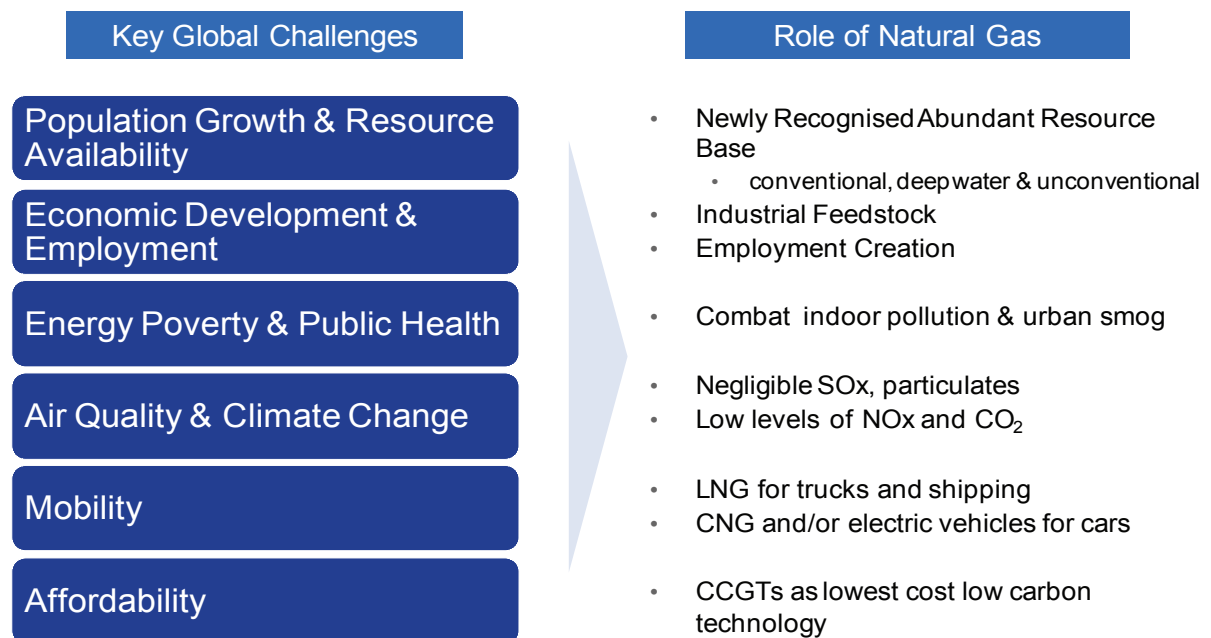 Key Global Challenges
Role of Natural Gas
Population Growth & Resource
Availability
Economic Development &
Employment
Energy Poverty & Public Health
Air Quality & Climate Change
Mobility
Affordability
• Newly Recognised Abundant Resource
Base
• conventional, deepwater & unconventional
• Industrial Feedstock
• Employment Creation
• Combat indoor pollution & urban smog
• Negligible SOx, particulates
• Low levels of NOx and CO₂
• LNG for trucks and shipping
• CNG and/or electric vehicles for cars
• CCGTs as lowest cost low carbon
technology